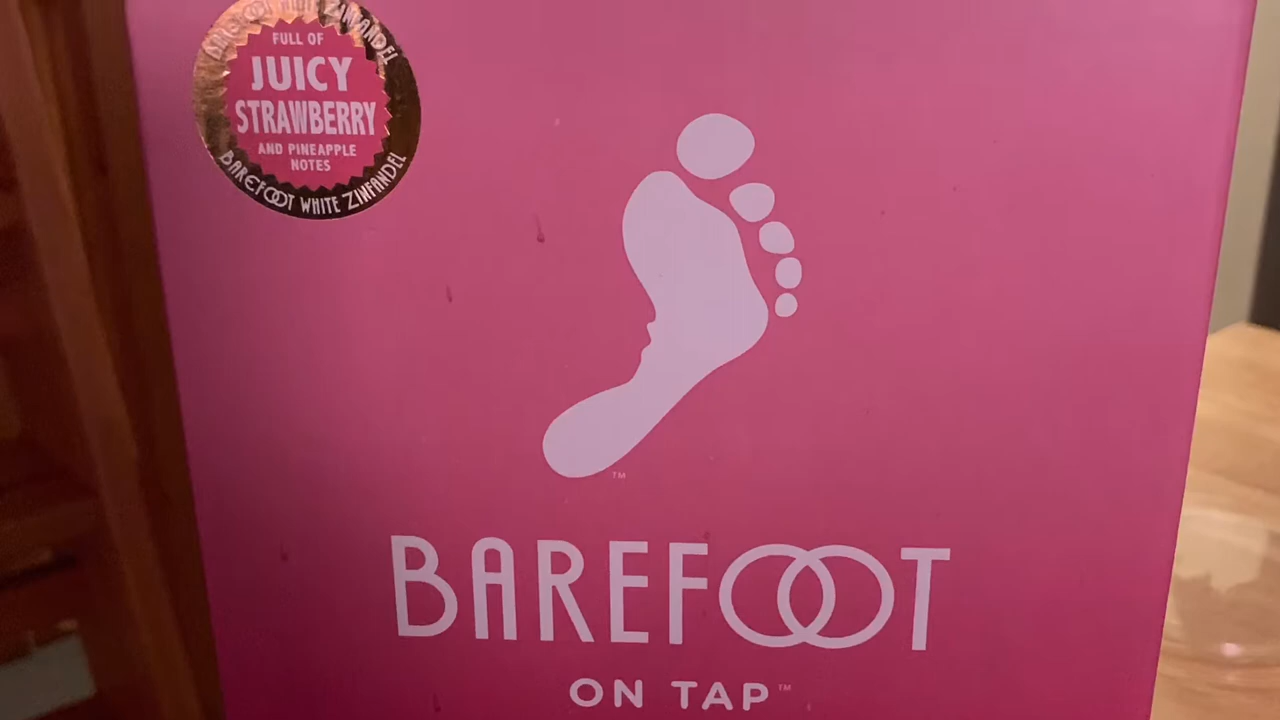 BAREFOOT WHITE ZINFANDEL
FULL OF
JUICY
STRAWBERRY
AND PINEAPPLE
NOTES
BAREFOOT WHITE ZINFANDEL
TM
BAREFOOT
ON TAP™